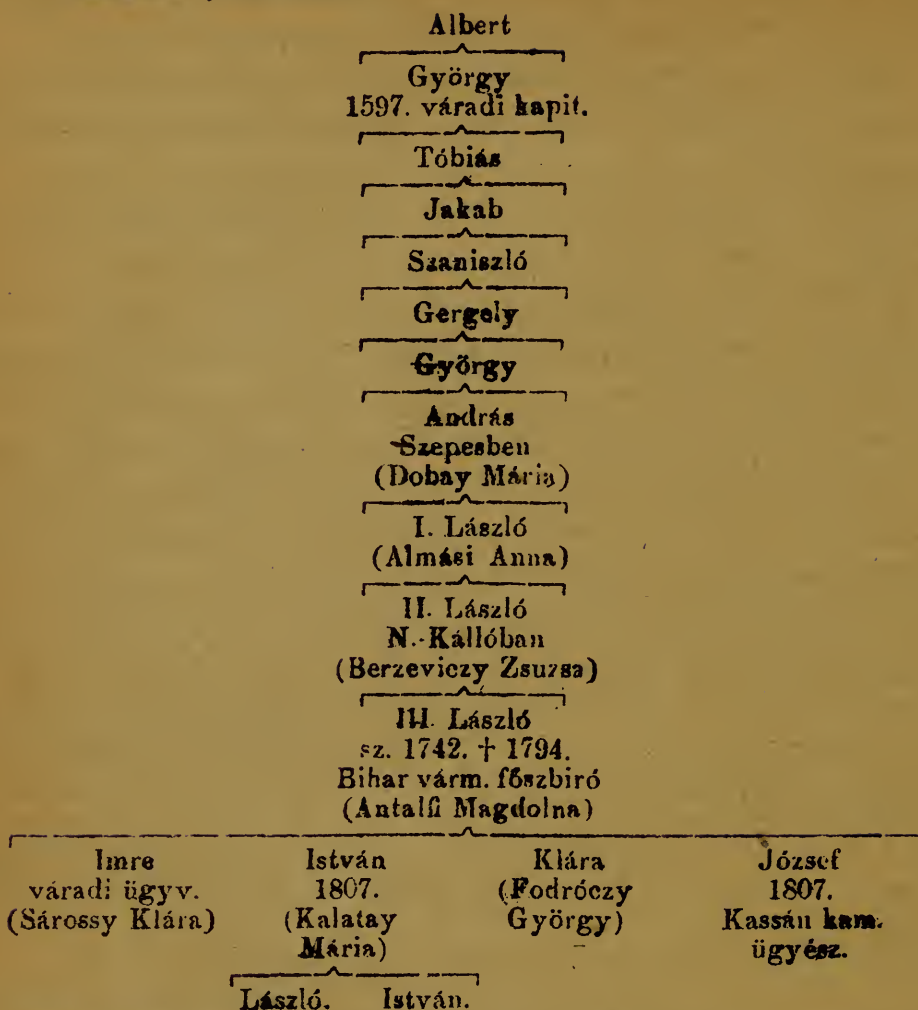 Albert
György
1597. váradi kapit.
Tóbiás
Jakab
Szaniszló
Gergely
György
András
Szepesben
(Dobay Mária)
I. László
(Almási Anna)
II. László
N.-Kállóban
(Berzeviczy Zsuzsa)
III. László
sz. 1742. † 1794.
Bihar várm. főszbiró
(Antalfi Magdolna)
Imre István Klára József
váradi ügyv. 1807. (Fodróczy 1807.
(Sárossy Klára) (Kalatay György) Kassán kam.
Mária) ügyész.
László. István.